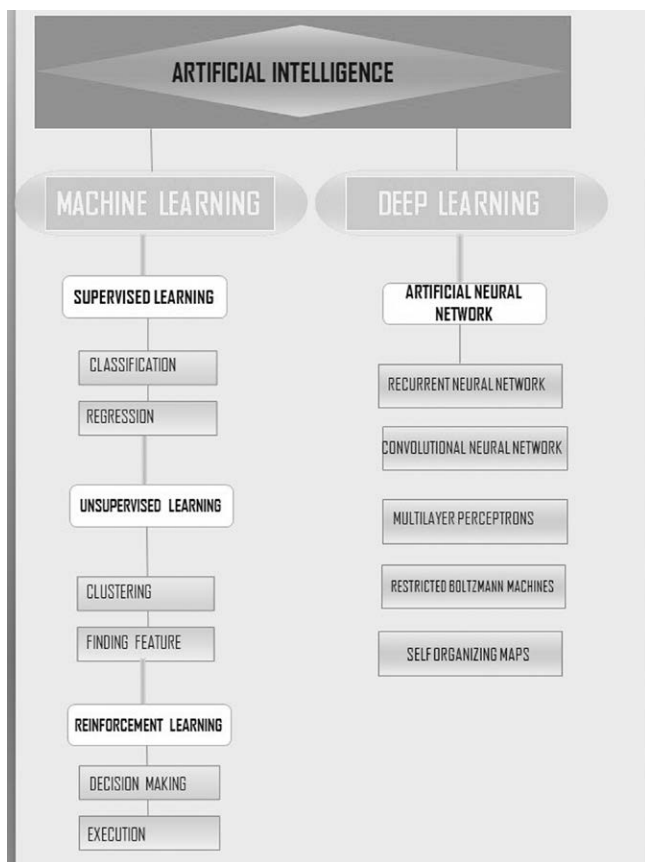 ARTIFICIAL INTELLIGENCE
MACHINE LEARNING
SUPERVISED LEARNING
CLASSIFICATION
REGRESSION
UNSUPERVISED LEARNING
CLUSTERING
FINDING FEATURE
REINFORCEMENT LEARNING
DECISION MAKING
EXECUTION
DEEP LEARNING
ARTIFICIAL NEURAL
NETWORK
RECURRENT NEURAL NETWORK
CONVOLUTIONAL NEURAL NETWORK
MULTILAYER PERCEPTRONS
RESTRICTED BOLTZMANN MACHINES
SELF ORGANIZING MAPS